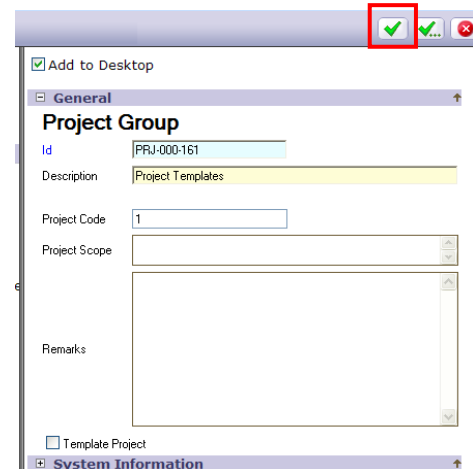 Add to Desktop
General
Project Group
Id PRJ-000-161
Description Project Templates
Project Code 1
Project Scope
Remarks
Template Project
System Information